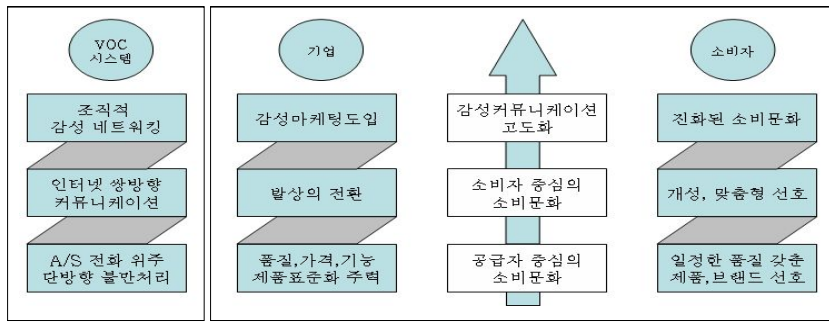 VOC
시스템
조직적
감성 네트워킹
인터넷 쌍방향
커뮤니케이션
A/S 전화 위주
단방향 불만처리
기업
감성마케팅도입
발상의 전환
품질,가격,기능
제품표준화 주력
감성커뮤니케이션
고도화
소비자 중심의
소비문화
공급자 중심의
소비문화
소비자
진화된 소비문화
개성, 맞춤형 선호
일정한 품질 갖춘
제품,브랜드 선호